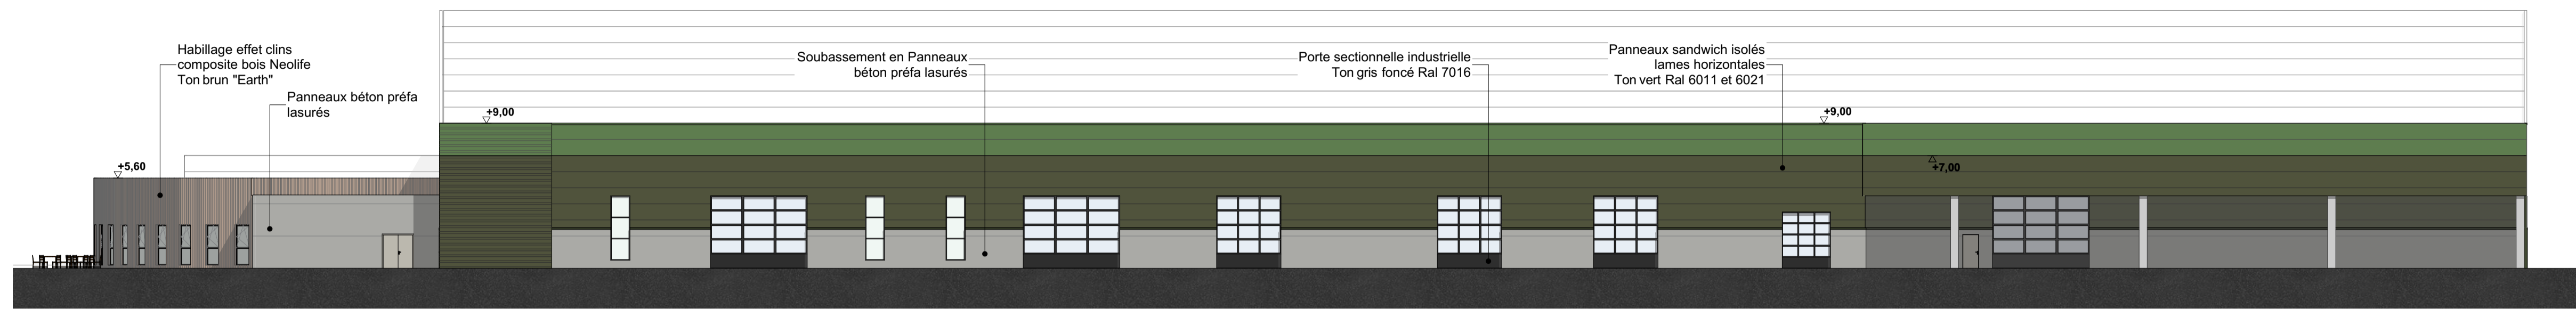 Habillage effet clins
composite bois Neolife
Ton brun "Earth"
Panneaux béton préfa
lasurés
Soubassement en Panneaux
béton préfa lasurés
Porte sectionnelle industrielle
Ton gris foncé Ral 7016
Panneaux sandwich isolés
lames horizontales
Ton vert Ral 6011 et 6021
+9,00
+9,00
+5,60
+7,00